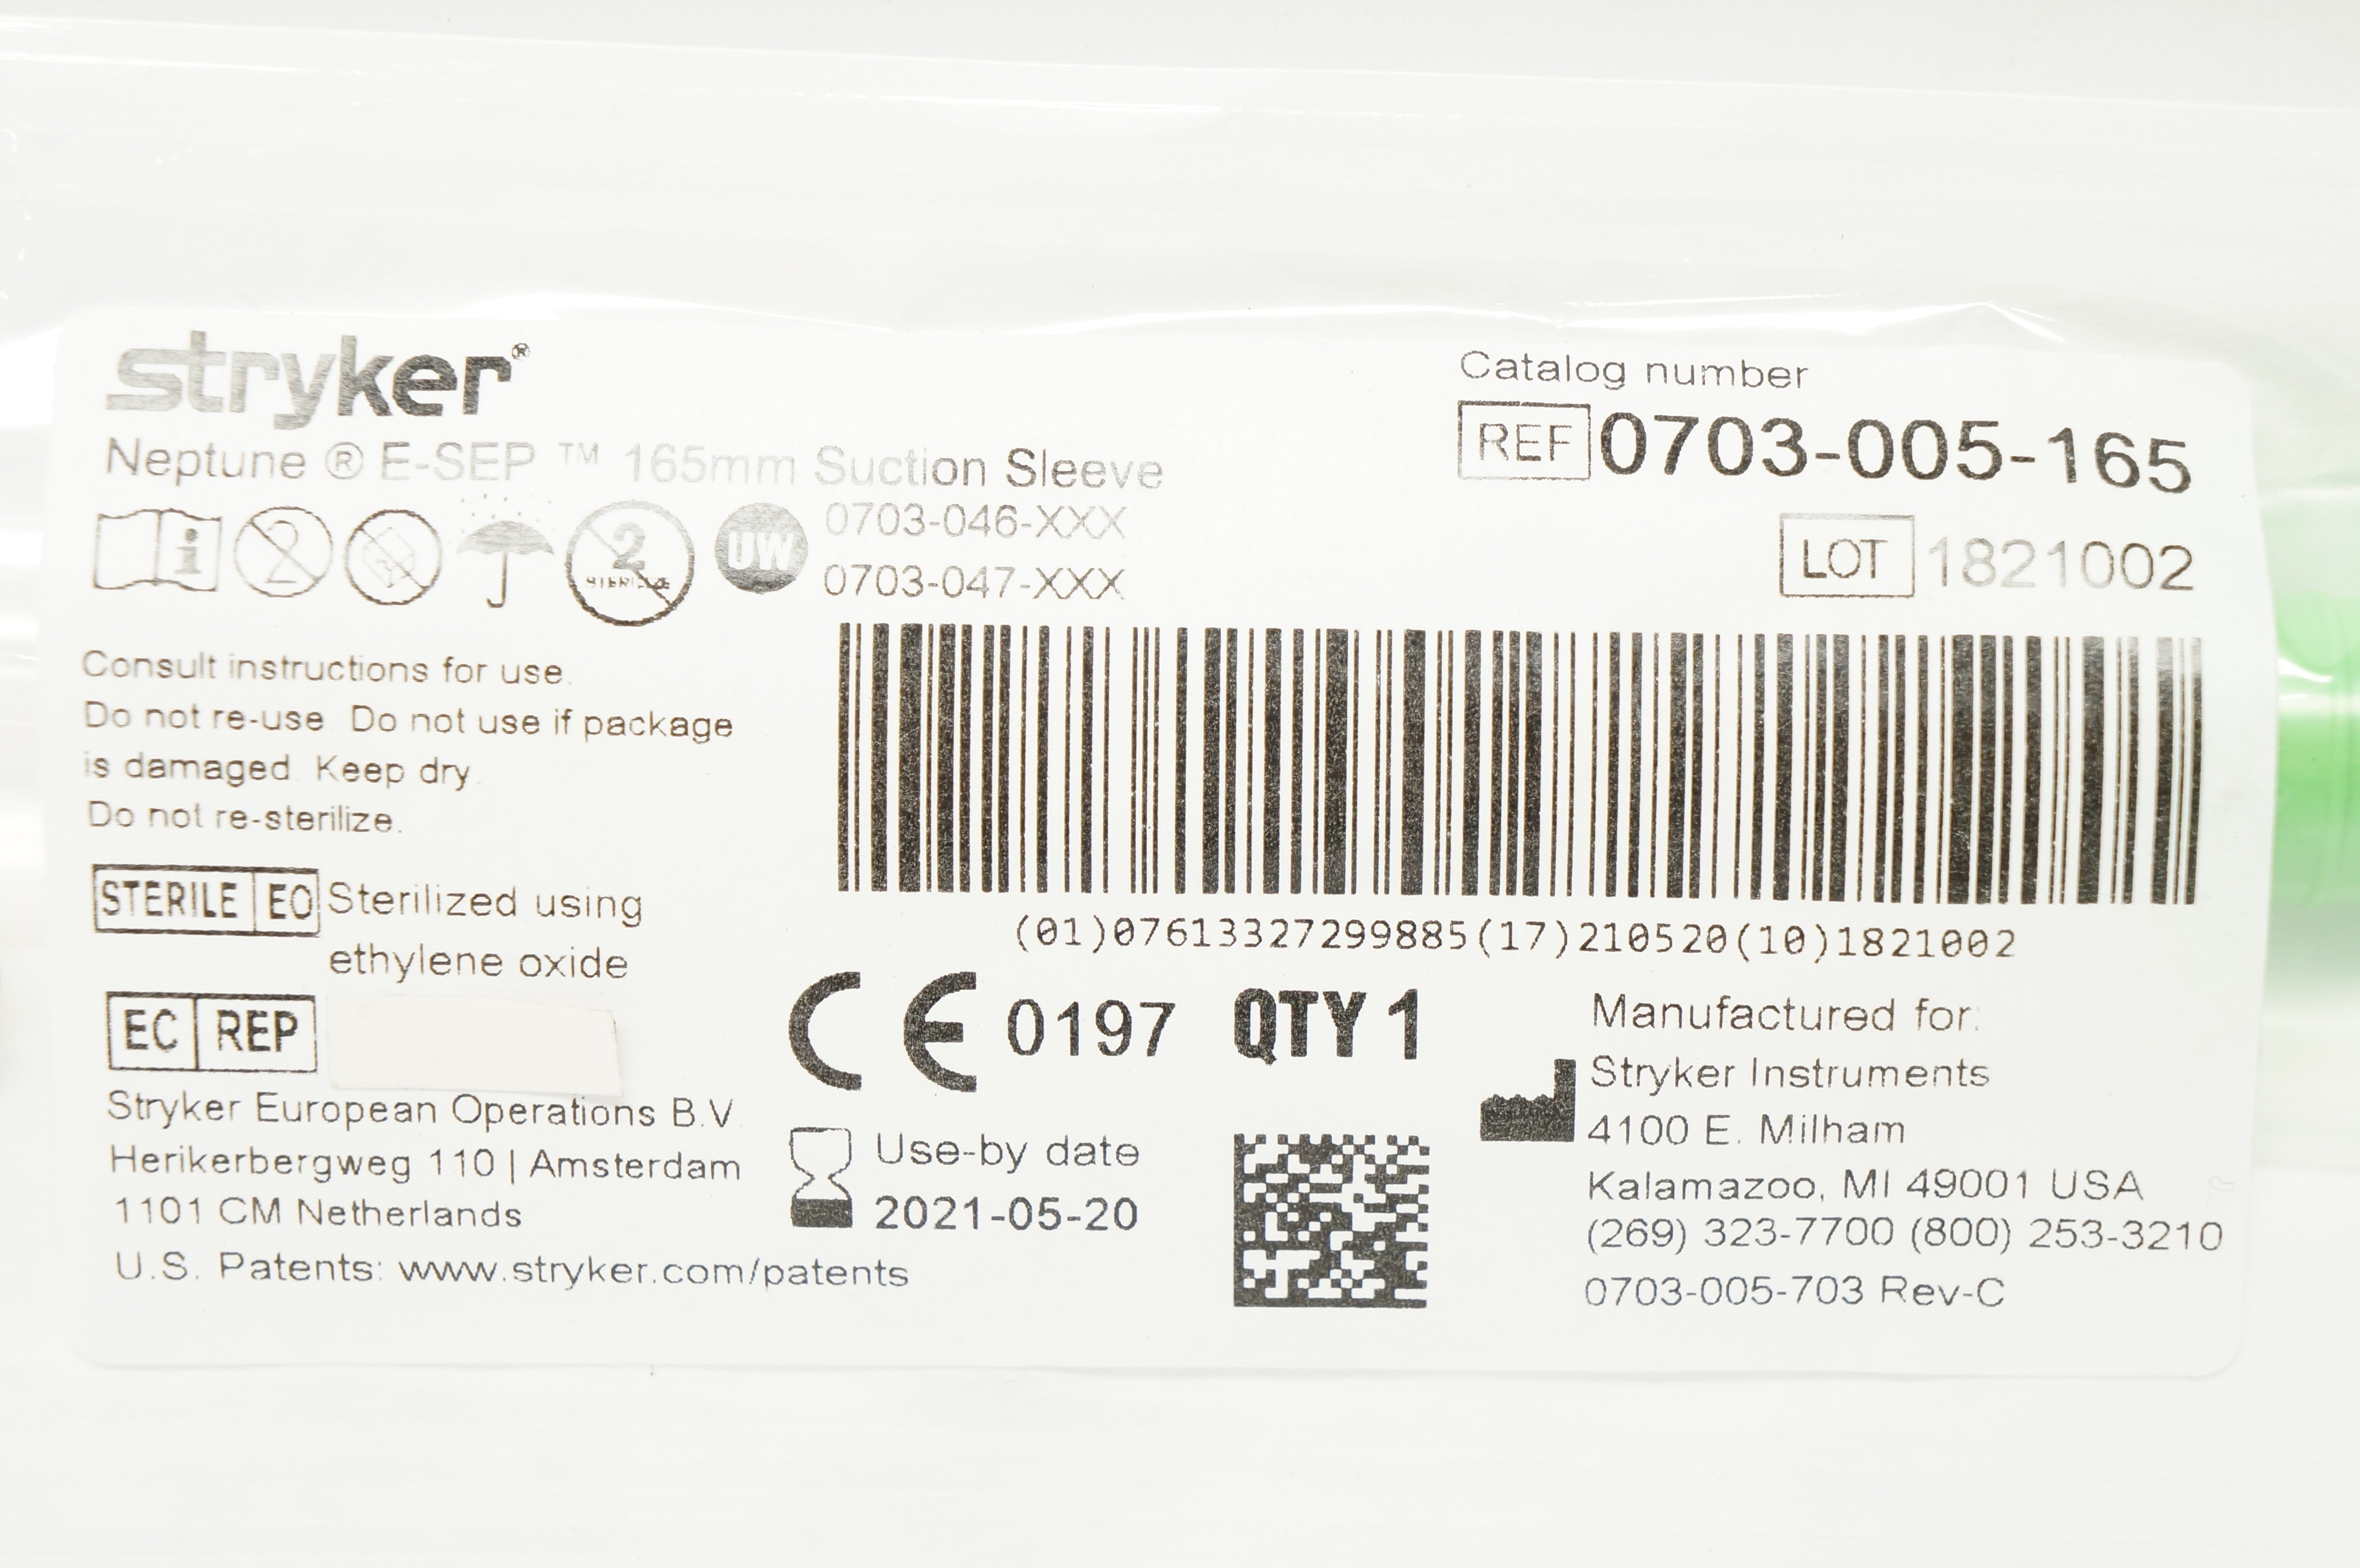 stryker®
Neptune ® E-SEP ™ 165mm Suction Sleeve
0703-046-XXX
0703-047-XXX
2
2
STERILIZE
UW
Catalog number
REF 0703-005-165
LOT 1821002
Consult instructions for use.
Do not re-use Do not use if package
is damaged Keep dry
Do not re-sterilize.
STERILE EO Sterilized using
ethylene oxide
(01)07613327299885(17)210520(10)1821002
EC REP
Stryker European Operations B.V
Herikerbergweg 110 | Amsterdam
1101 CM Netherlands
U.S. Patents: www.stryker.com/patents
CE 0197 QTY 1
Use-by date
2021-05-20
Manufactured for:
Stryker Instruments
4100 E. Milham
Kalamazoo, MI 49001 USA
(269) 323-7700 (800) 253-3210
0703-005-703 Rev-C